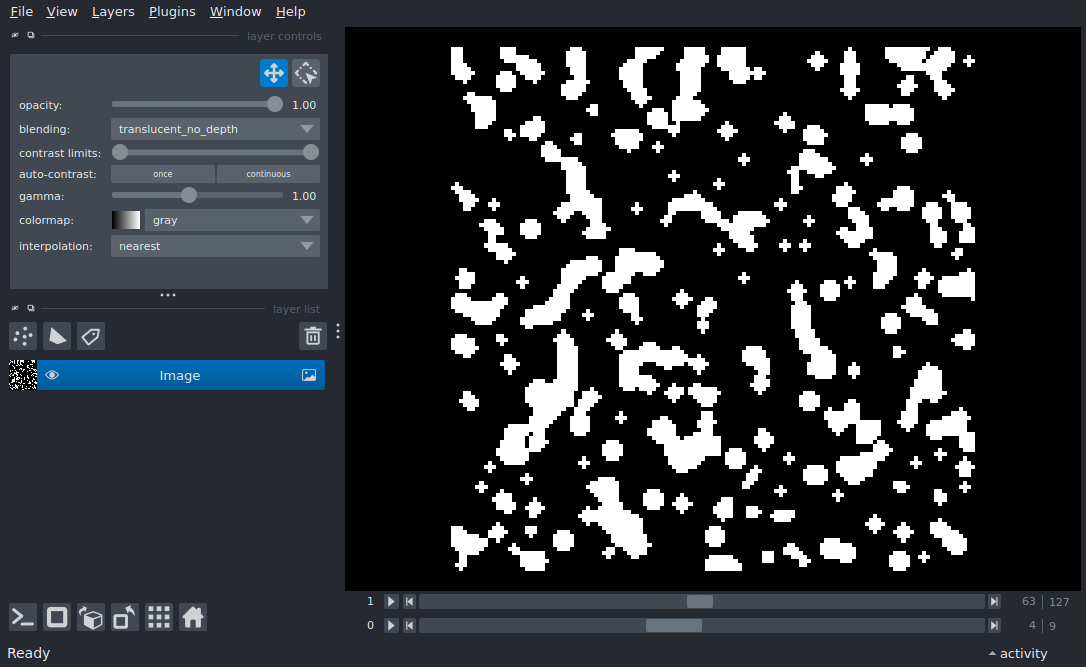 File View Layers Plugins Window Help
layer controls
opacity: 1.00
blending: translucent_no_depth
contrast limits:
auto-contrast: once continuous
gamma: 1.00
colormap: gray
interpolation: nearest
layer list
Image
1 63 127
0 4 9
Ready activity